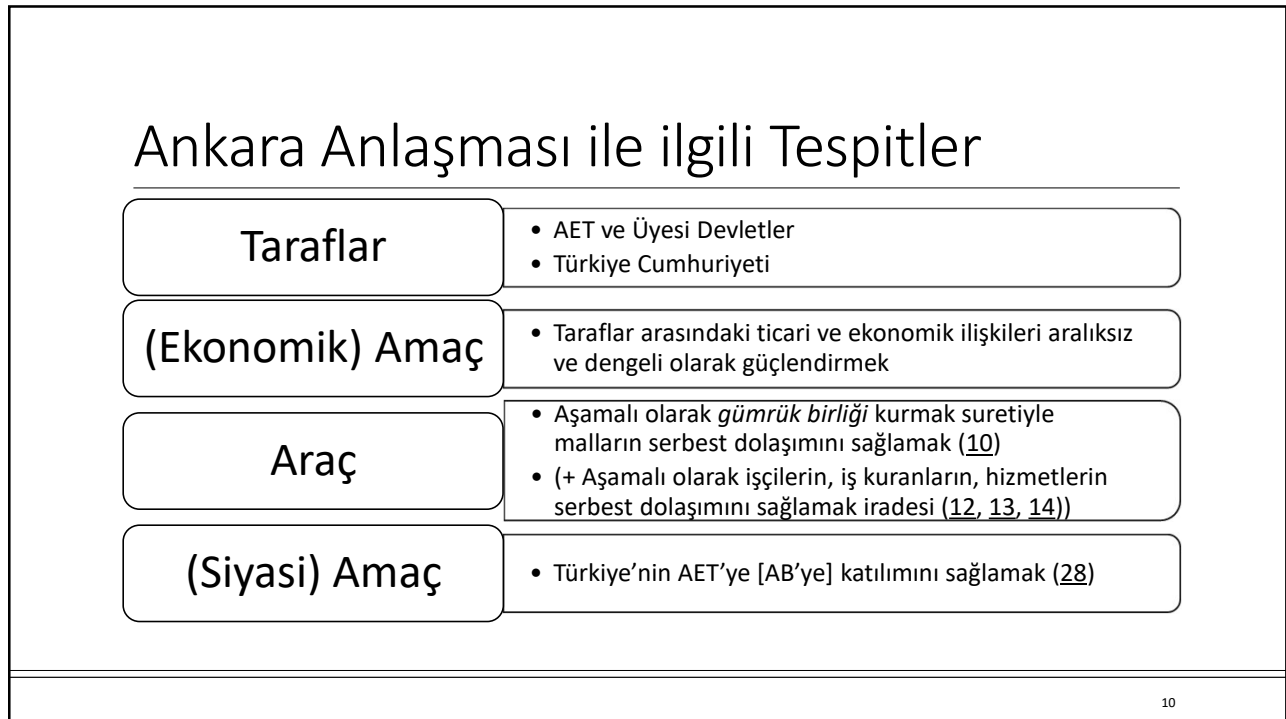 Ankara Anlaşması ile ilgili Tespitler
Taraflar
• AET ve Üyesi Devletler
• Türkiye Cumhuriyeti
(Ekonomik) Amaç
• Taraflar arasındaki ticari ve ekonomik ilişkileri aralıksız
ve dengeli olarak güçlendirmek
Araç
• Aşamalı olarak gümrük birliği kurmak suretiyle
malların serbest dolaşımını sağlamak (10)
• (+ Aşamalı olarak işçilerin, iş kuranların, hizmetlerin
serbest dolaşımını sağlamak iradesi (12, 13, 14))
(Siyasi) Amaç
• Türkiye’nin AET’ye [AB’ye] katılımını sağlamak (28)
10